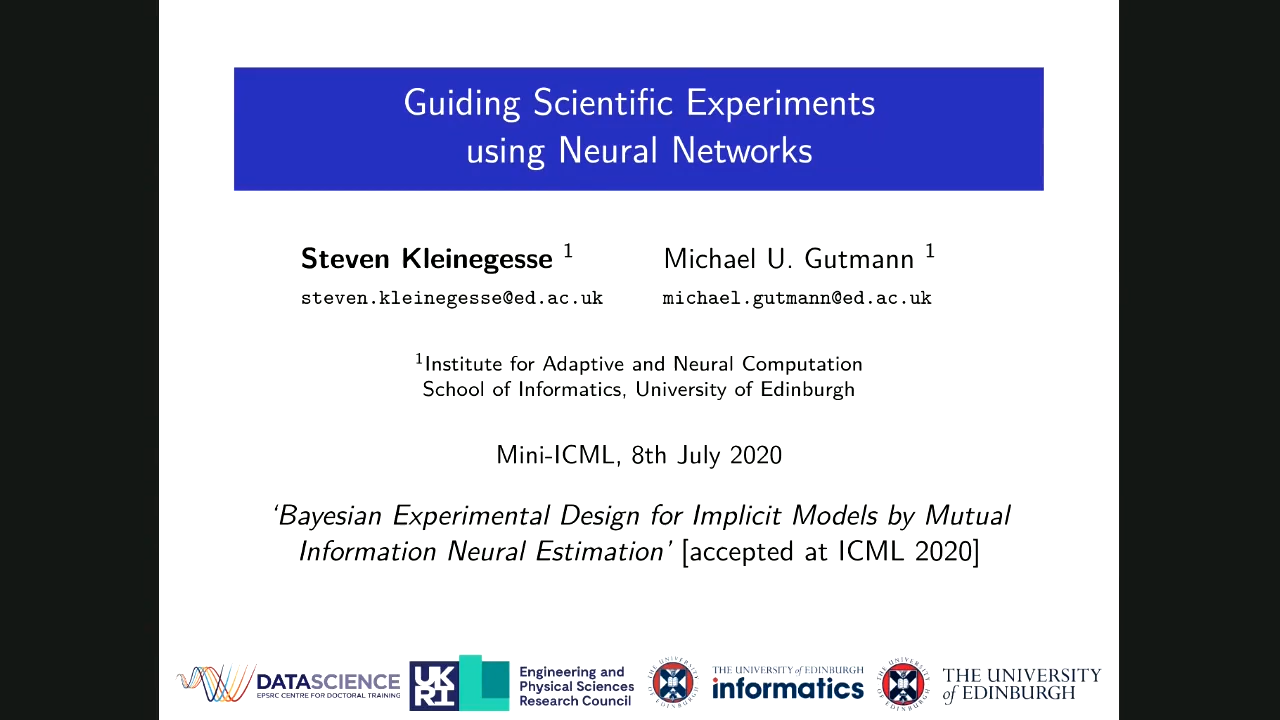 Guiding Scientific Experiments
using Neural Networks
Steven Kleinegesse ¹ Michael U. Gutmann ¹
steven.kleinegesse@ed.ac.uk michael.gutmann@ed.ac.uk
¹Institute for Adaptive and Neural Computation
School of Informatics, University of Edinburgh
Mini-ICML, 8th July 2020
‘Bayesian Experimental Design for Implicit Models by Mutual
Information Neural Estimation’ [accepted at ICML 2020]
DATASCIENCE
EPSRC CENTRE FOR DOCTORAL TRAINING
UK
RI
Engineering and
Physical Sciences
Research Council
THE UNIVERSITY of EDINBURGH
informatics
THE UNIVERSITY
of EDINBURGH